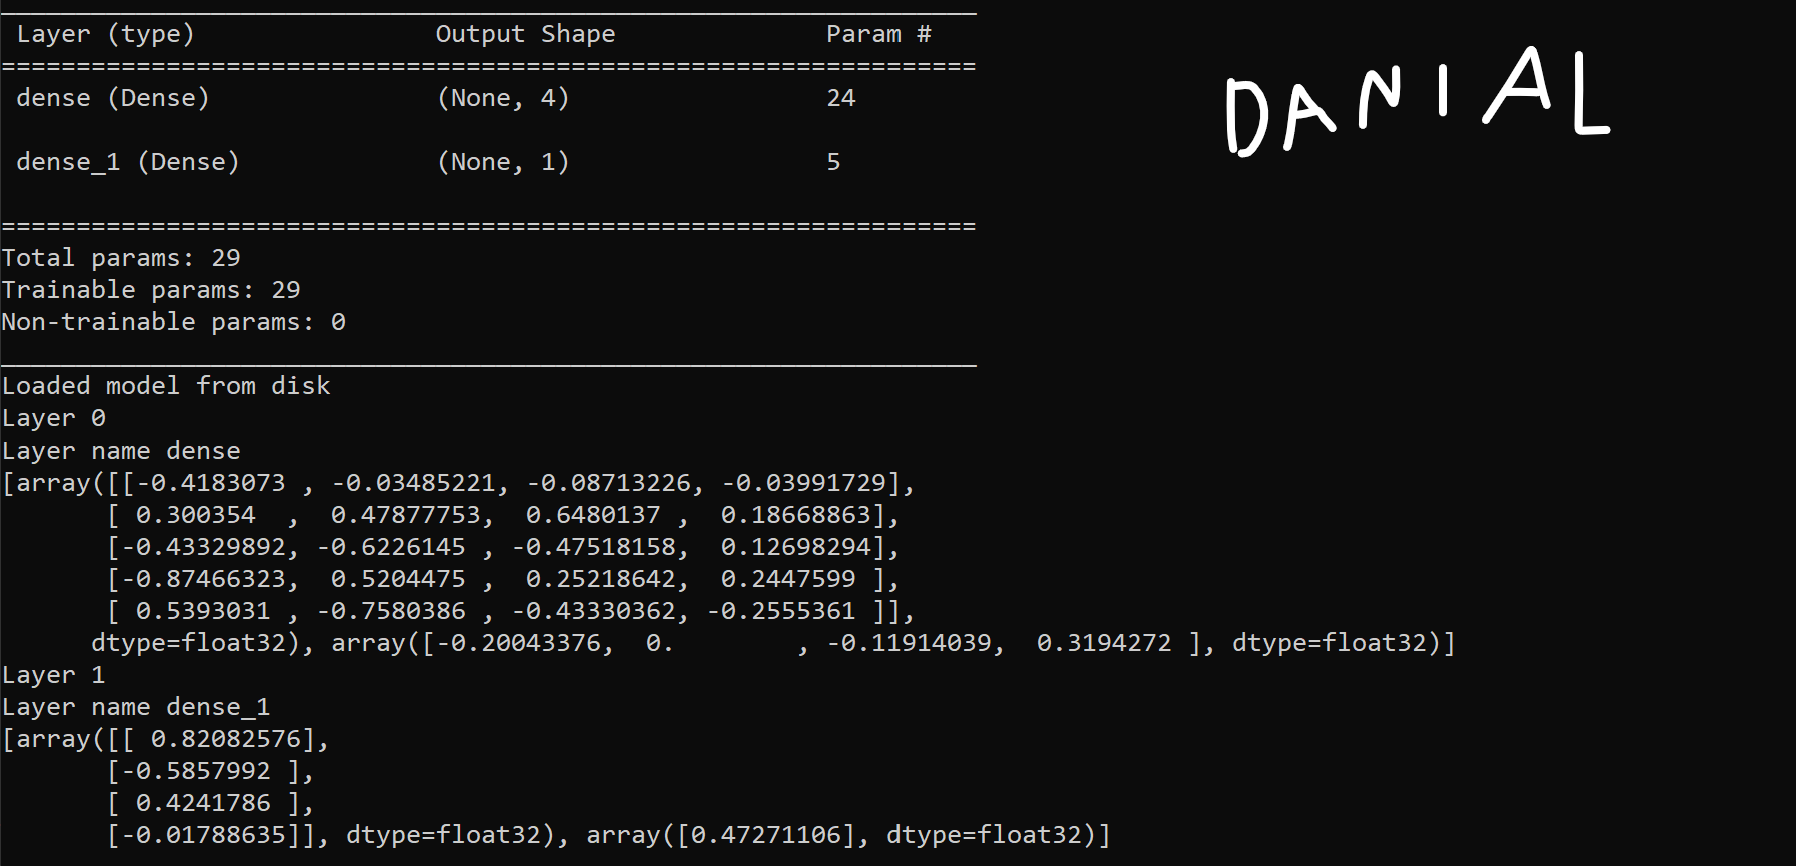 Layer (type) Output Shape Param #
=================================================================
dense (Dense) (None, 4) 24
dense_1 (Dense) (None, 1) 5
=================================================================
Total params: 29
Trainable params: 29
Non-trainable params: 0
_________________________________________________________________
Loaded model from disk
Layer 0
Layer name dense
[array([[-0.4183073 , -0.03485221, -0.08713226, -0.03991729],
[ 0.300354  ,  0.47877753,  0.6480137 ,  0.18668863],
[-0.43329892, -0.6226145 , -0.47518158,  0.12698294],
[-0.87466323,  0.5204475 ,  0.25218642,  0.2447599 ],
[ 0.5393031 , -0.7580386 , -0.43330362, -0.2555361 ]],
dtype=float32), array([-0.20043376,  0.        , -0.11914039,  0.3194272 ], dtype=float32)]
Layer 1
Layer name dense_1
[array([[ 0.82082576],
[-0.5857992 ],
[ 0.4241786 ],
[-0.01788635]], dtype=float32), array([0.47271106], dtype=float32)]
DANIAL